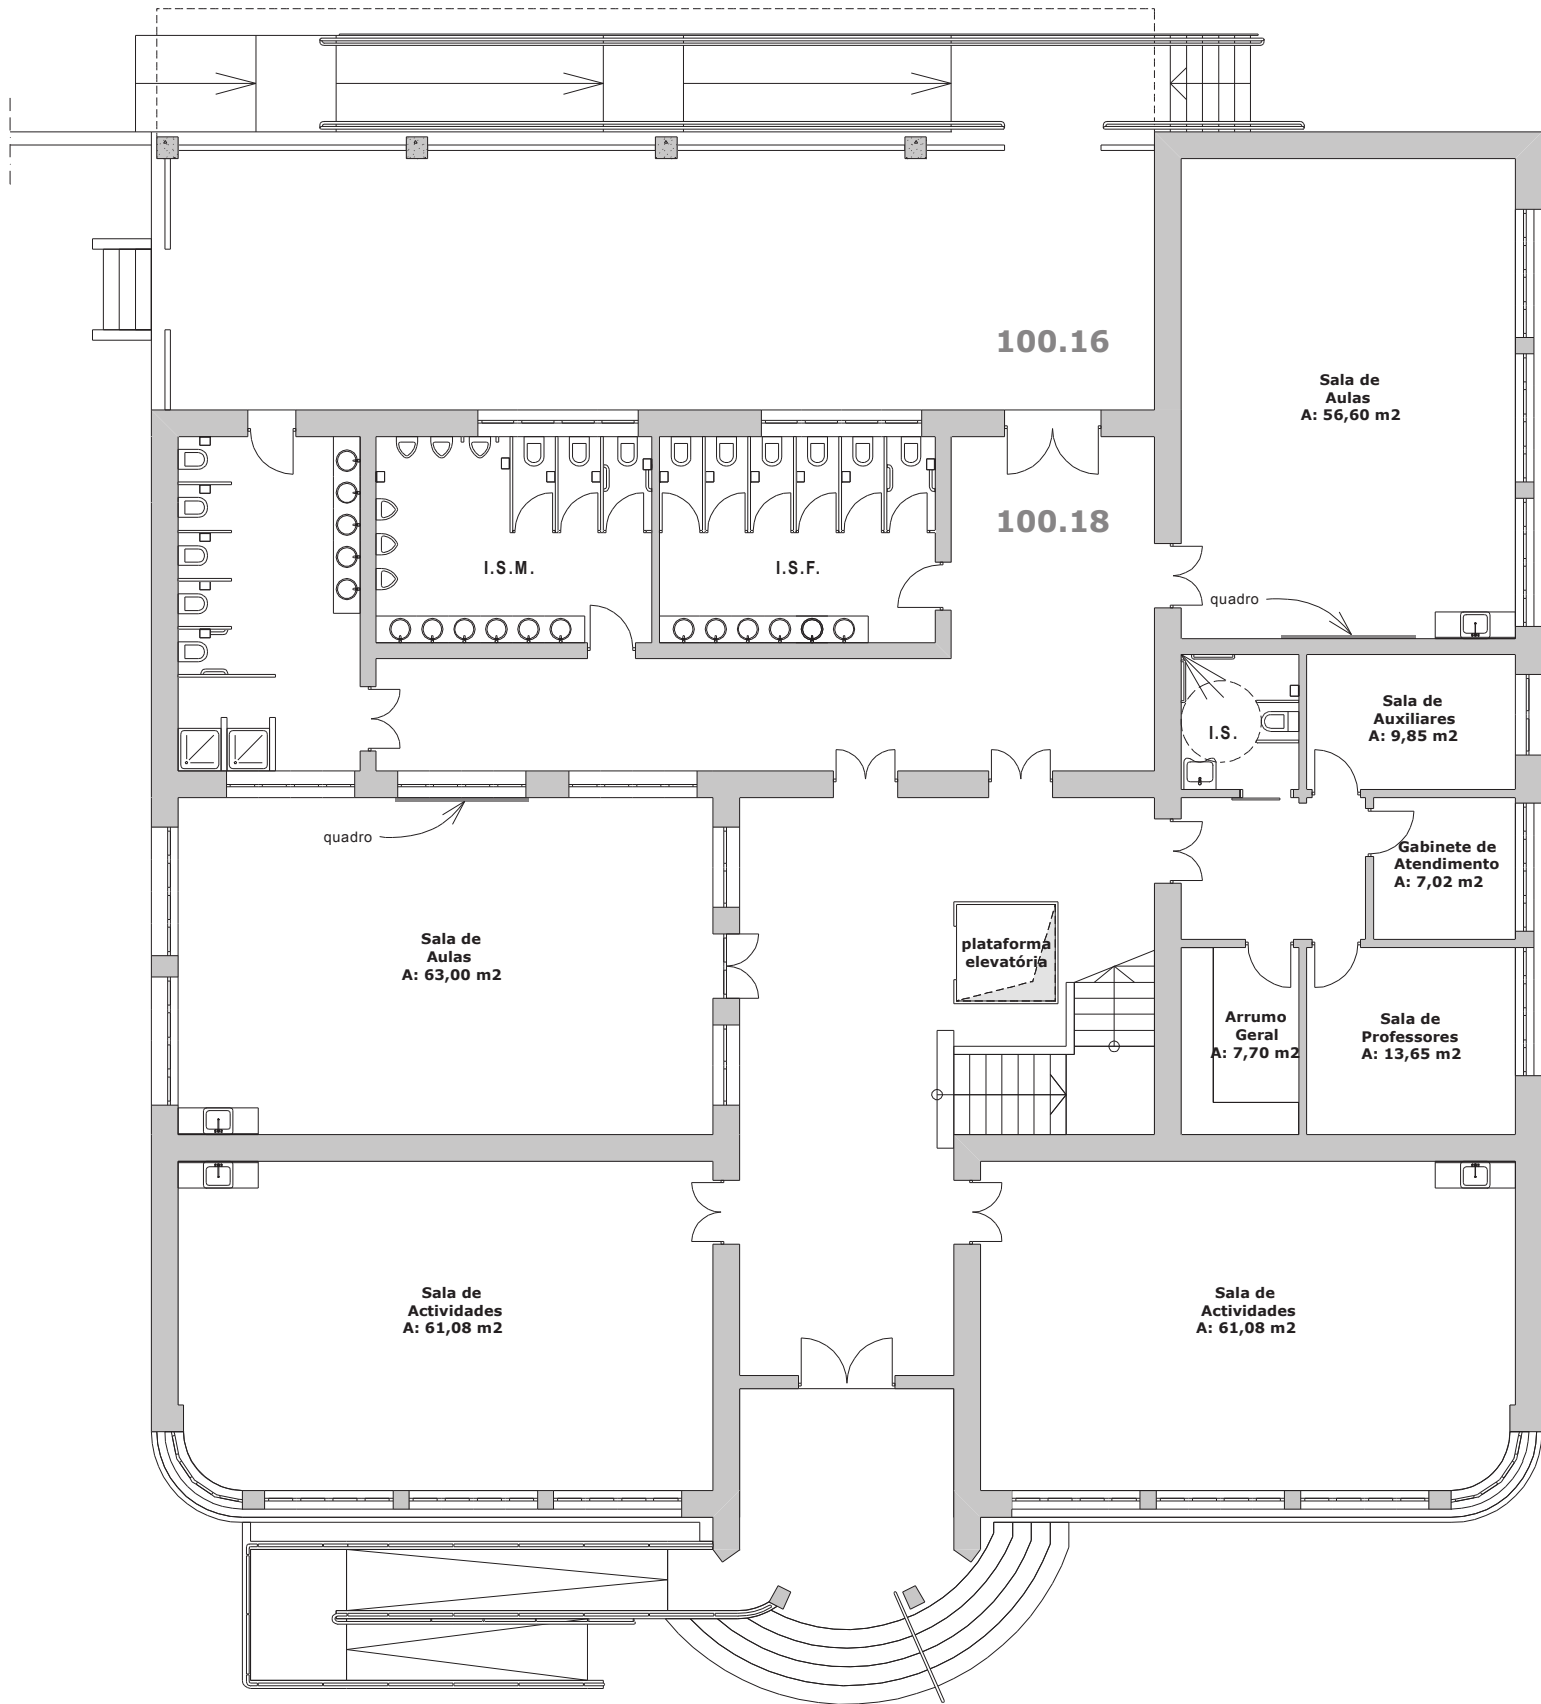 100.16
Sala de
Aulas
A: 56,60 m2
100.18
I.S.M.
I.S.F.
quadro
Sala de
Auxiliares
A: 9,85 m2
I.S.
quadro
Gabinete de
Atendimento
A: 7,02 m2
Sala de
Aulas
A: 63,00 m2
plataforma
elevatória
Arrumo
Geral
A: 7,70 m2
Sala de
Professores
A: 13,65 m2
Sala de
Actividades
A: 61,08 m2
Sala de
Actividades
A: 61,08 m2